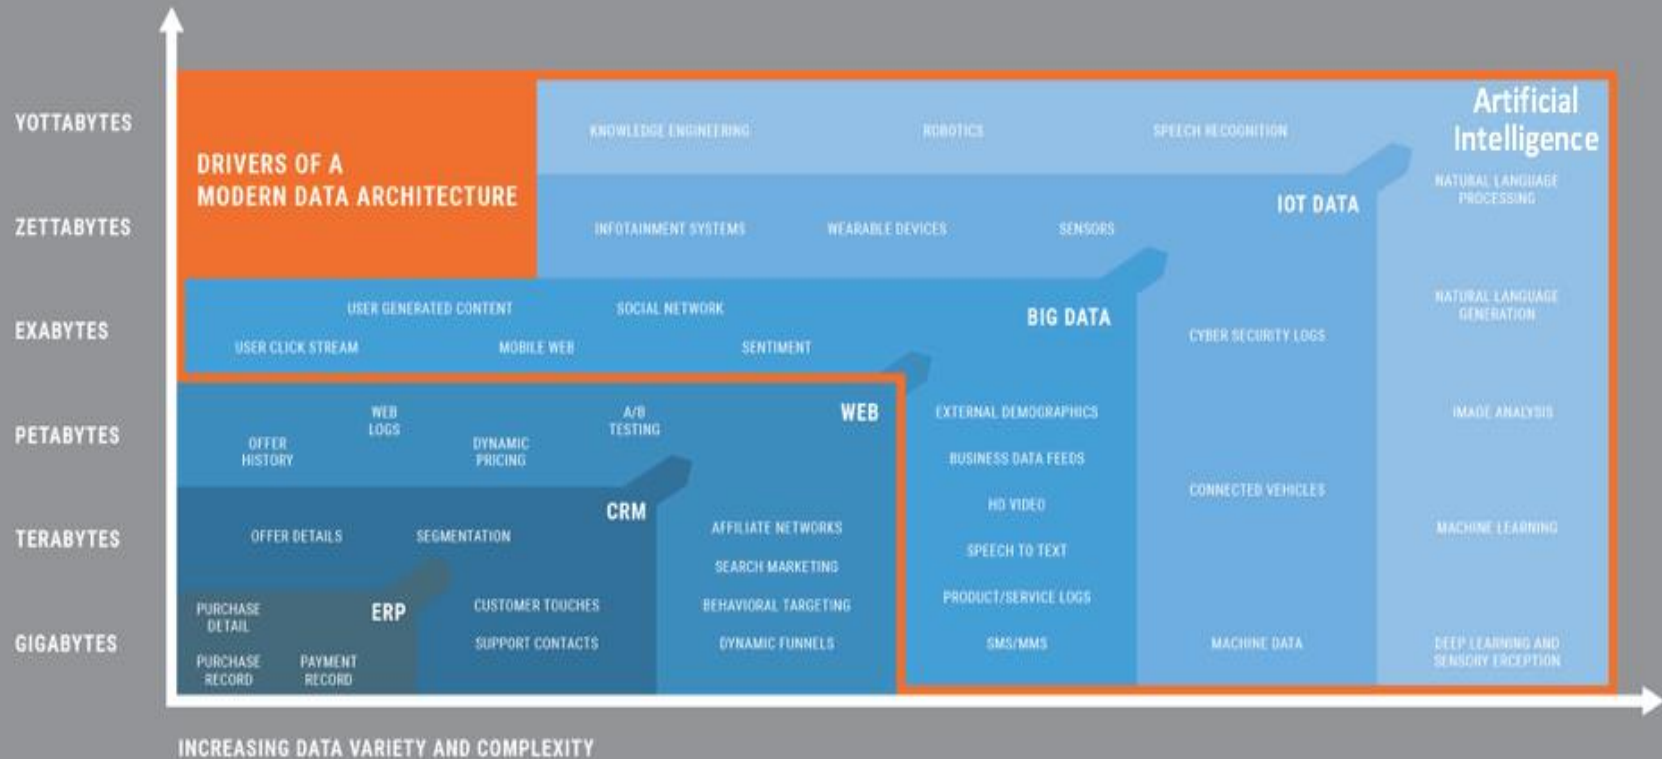 YOTTABYTES
ZETTABYTES
EXABYTES
PETABYTES
TERABYTES
GIGABYTES
DRIVERS OF A
MODERN DATA ARCHITECTURE
KNOWLEDGE ENGINEERING
ROBOTICS
SPEECH RECOGNITION
Artificial
Intelligence
NATURAL LANGUAGE
PROCESSING
NATURAL LANGUAGE
GENERATION
IMAGE ANALYSIS
MACHINE LEARNING
DEEP LEARNING AND
SENSORY ERCEPTION
INFOTAINMENT SYSTEMS
WEARABLE DEVICES
SENSORS
IOT DATA
CYBER SECURITY LOGS
CONNECTED VEHICLES
MACHINE DATA
USER GENERATED CONTENT
SOCIAL NETWORK
USER CLICK STREAM
MOBILE WEB
SENTIMENT
BIG DATA
EXTERNAL DEMOGRAPHICS
BUSINESS DATA FEEDS
HD VIDEO
SPEECH TO TEXT
PRODUCT/SERVICE LOGS
SMS/MMS
WEB
LOGS
A/B
TESTING
OFFER
HISTORY
DYNAMIC
PRICING
WEB
AFFILIATE NETWORKS
SEARCH MARKETING
BEHAVIORAL TARGETING
DYNAMIC FUNNELS
OFFER DETAILS
SEGMENTATION
CRM
CUSTOMER TOUCHES
SUPPORT CONTACTS
PURCHASE
DETAIL
ERP
PURCHASE
RECORD
PAYMENT
RECORD
INCREASING DATA VARIETY AND COMPLEXITY